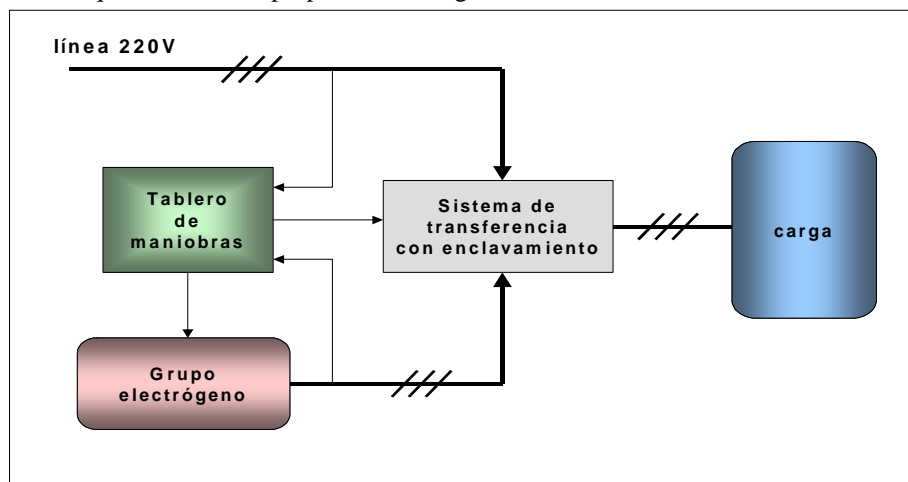 línea 220V
Tablero
de
maniobras
Sistema de
transferencia
con enclavamiento
carga
Grupo
electrógeno